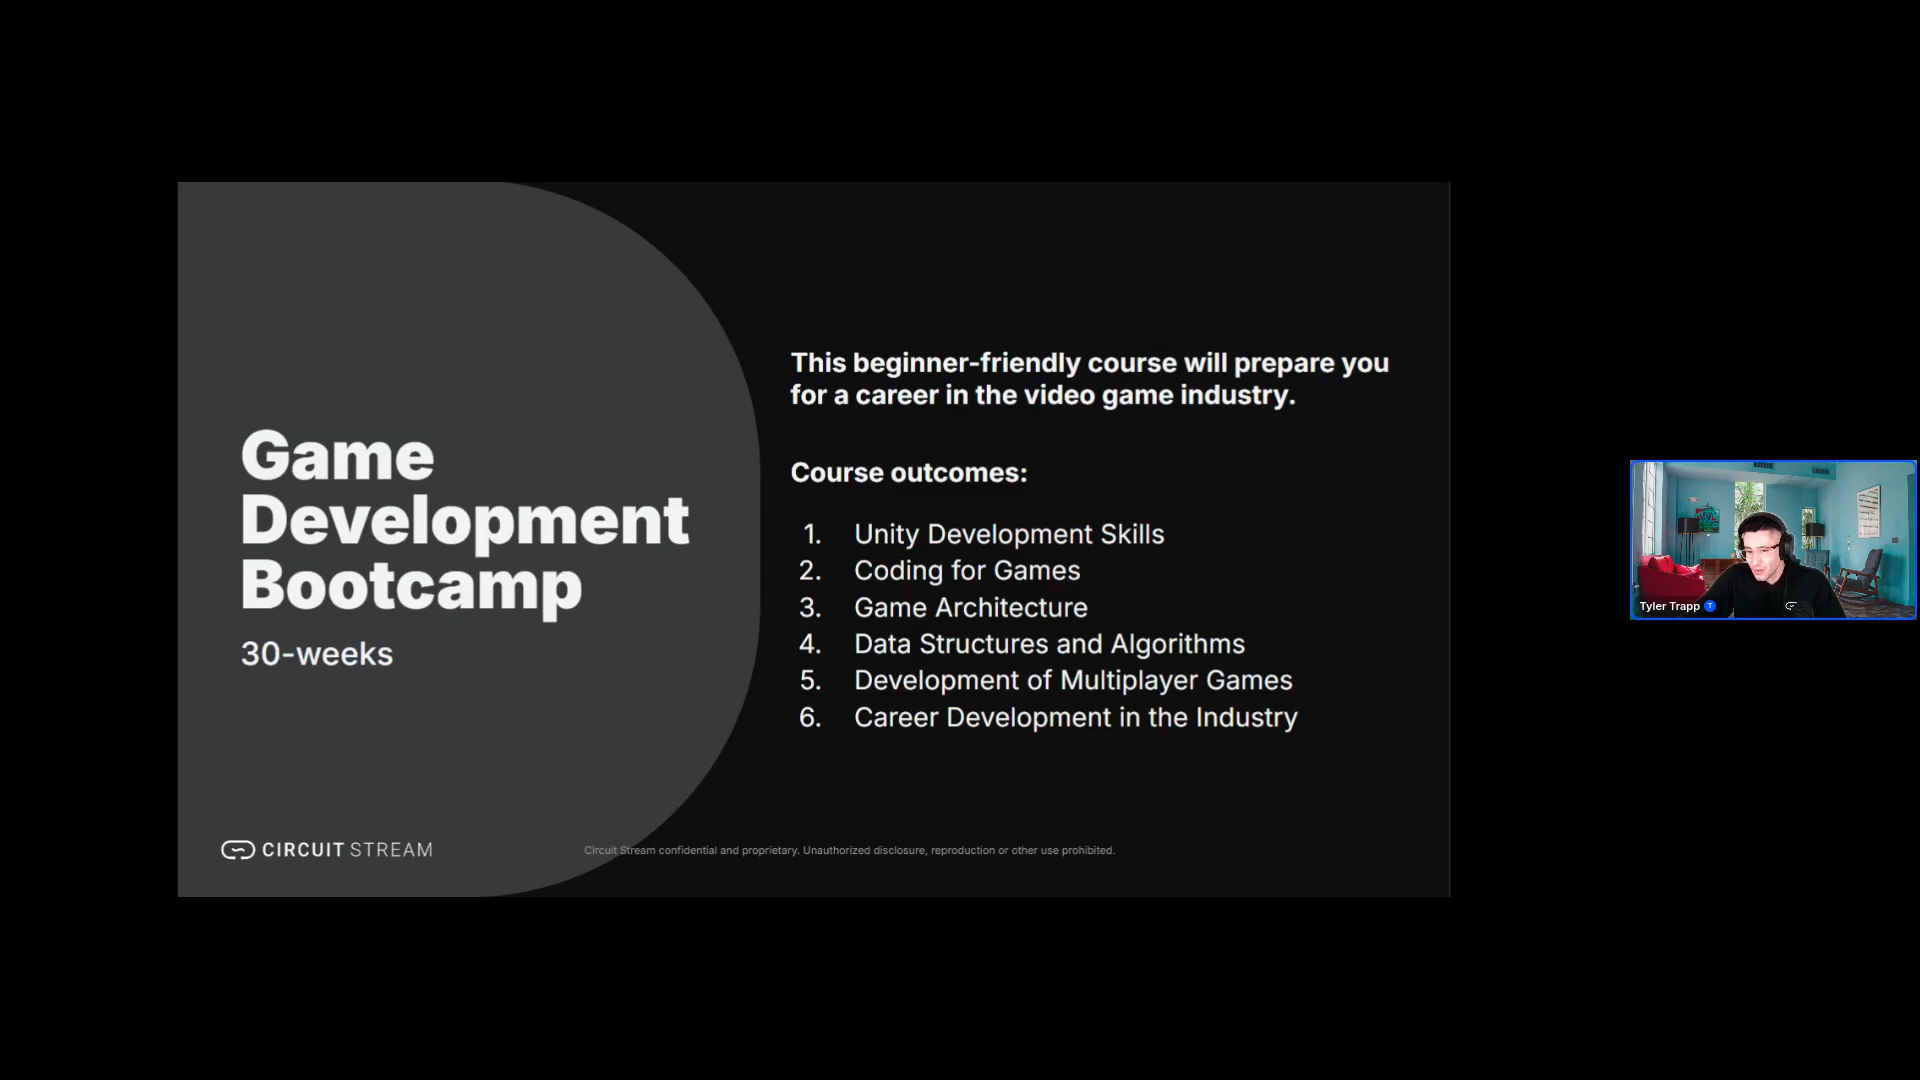 Game
Development
Bootcamp
30-weeks
CIRCUIT STREAM
This beginner-friendly course will prepare you
for a career in the video game industry.
Course outcomes:
1. Unity Development Skills
2. Coding for Games
3. Game Architecture
4. Data Structures and Algorithms
5. Development of Multiplayer Games
6. Career Development in the Industry
Circuit Stream confidential and proprietary. Unauthorized disclosure, reproduction or other use prohibited.
Tyler Trapp T